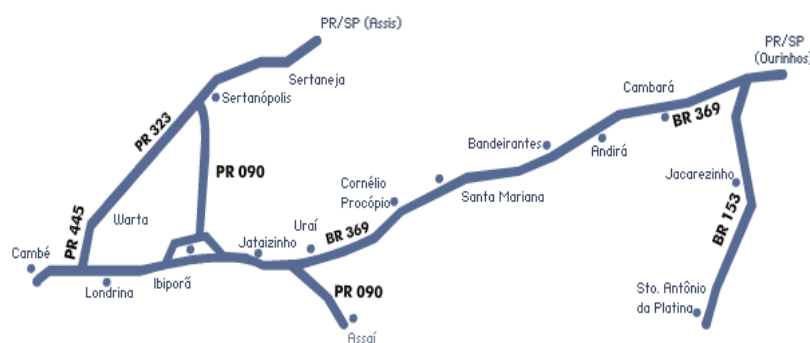 PR/SP (Assis)
Sertaneja
Sertanópolis
PR 323
PR 090
PR 445
Warta
Cambé
Londrina
Ibiporã
Jataizinho
Uraí
BR 369
PR 090
Assaí
Cornélio
Procópio
Santa Mariana
Bandeirantes
Andirá
Cambará
BR 369
PR/SP
(Ourinhos)
Jacarezinho
BR 153
Sto. Antônio
da Platina